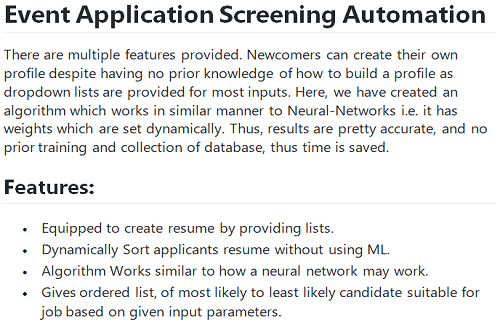 Event Application Screening Automation
There are multiple features provided. Newcomers can create their own
profile despite having no prior knowledge of how to build a profile as
dropdown lists are provided for most inputs. Here, we have created an
algorithm which works in similar manner to Neural-Networks i.e. it has
weights which are set dynamically. Thus, results are pretty accurate, and no
prior training and collection of database, thus time is saved.
Features:
• Equipped to create resume by providing lists.
• Dynamically Sort applicants resume without using ML.
• Algorithm Works similar to how a neural network may work.
• Gives ordered list, of most likely to least likely candidate suitable for
job based on given input parameters.